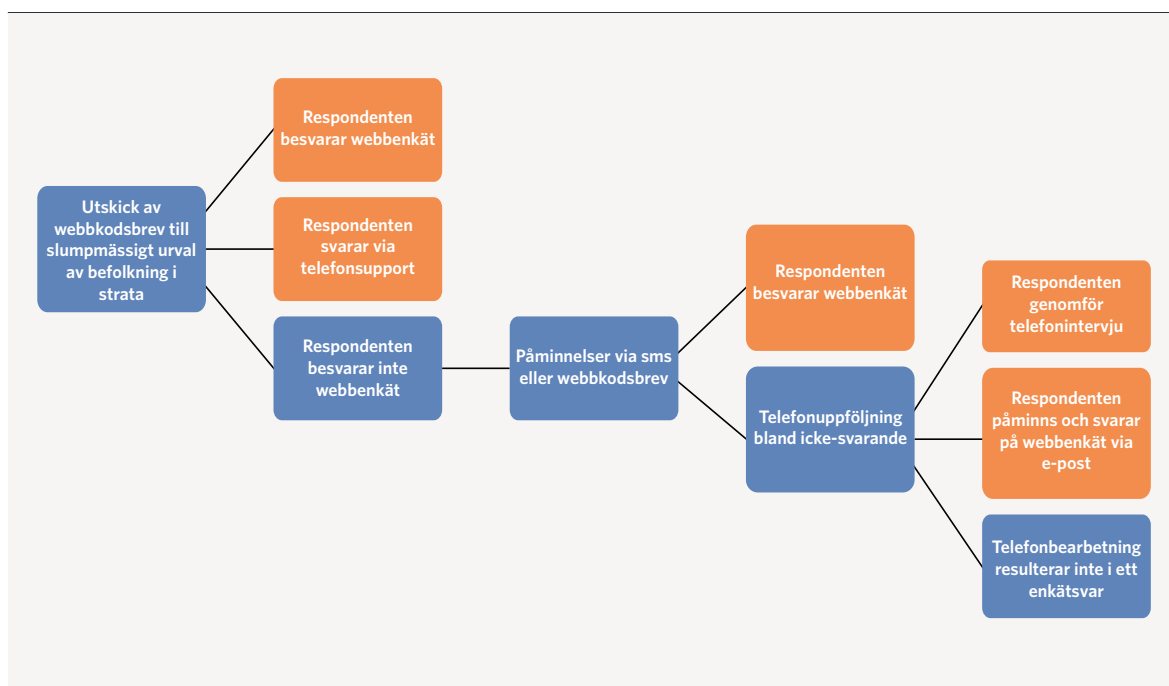 Respondenten
besvarar webbenkät
Utskick av
webbkodsbrev till
slumpmässigt urval
av befolkning i
strata
Respondenten
svarar via
telefonsupport
Respondenten
besvarar inte
webbenkät
Påminnelser via sms
eller webbkodsbrev
Respondenten
besvarar webbenkät
Telefonuppföljning
bland icke-svarande
Respondenten
genomför
telefonintervju
Respondenten
påminns och svarar
på webbenkät via
e-post
Telefonbearbetning
resulterar inte i ett
enkätsvar